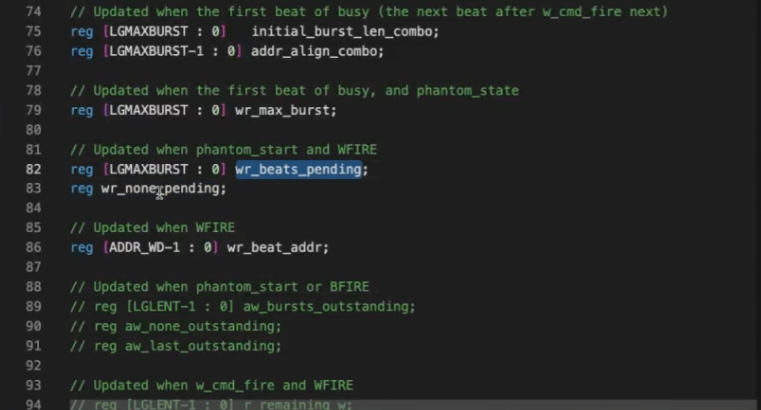 74 // Updated when the first beat of busy (the next beat after w_cmd_fire next)
75 reg [LGMAXBURST : 0]   initial_burst_len_combo;
76 reg [LGMAXBURST-1 : 0] addr_align_combo;
77
78 // Updated when the first beat of busy, and phantom_state
79 reg [LGMAXBURST : 0] wr_max_burst;
80
81 // Updated when phantom_start and WFIRE
82 reg [LGMAXBURST : 0] wr_beats_pending;
83 reg wr_none_pending;
84
85 // Updated when WFIRE
86 reg [ADDR_WD-1 : 0] wr_beat_addr;
87
88 // Updated when phantom_start or BFIRE
89 // reg [LGLENT-1 : 0] aw_bursts_outstanding;
90 // reg aw_none_outstanding;
91 // reg aw_last_outstanding;
92
93 // Updated when w_cmd_fire and WFIRE
94 // reg [LGLENT-1 : 0] r_remaining_w;